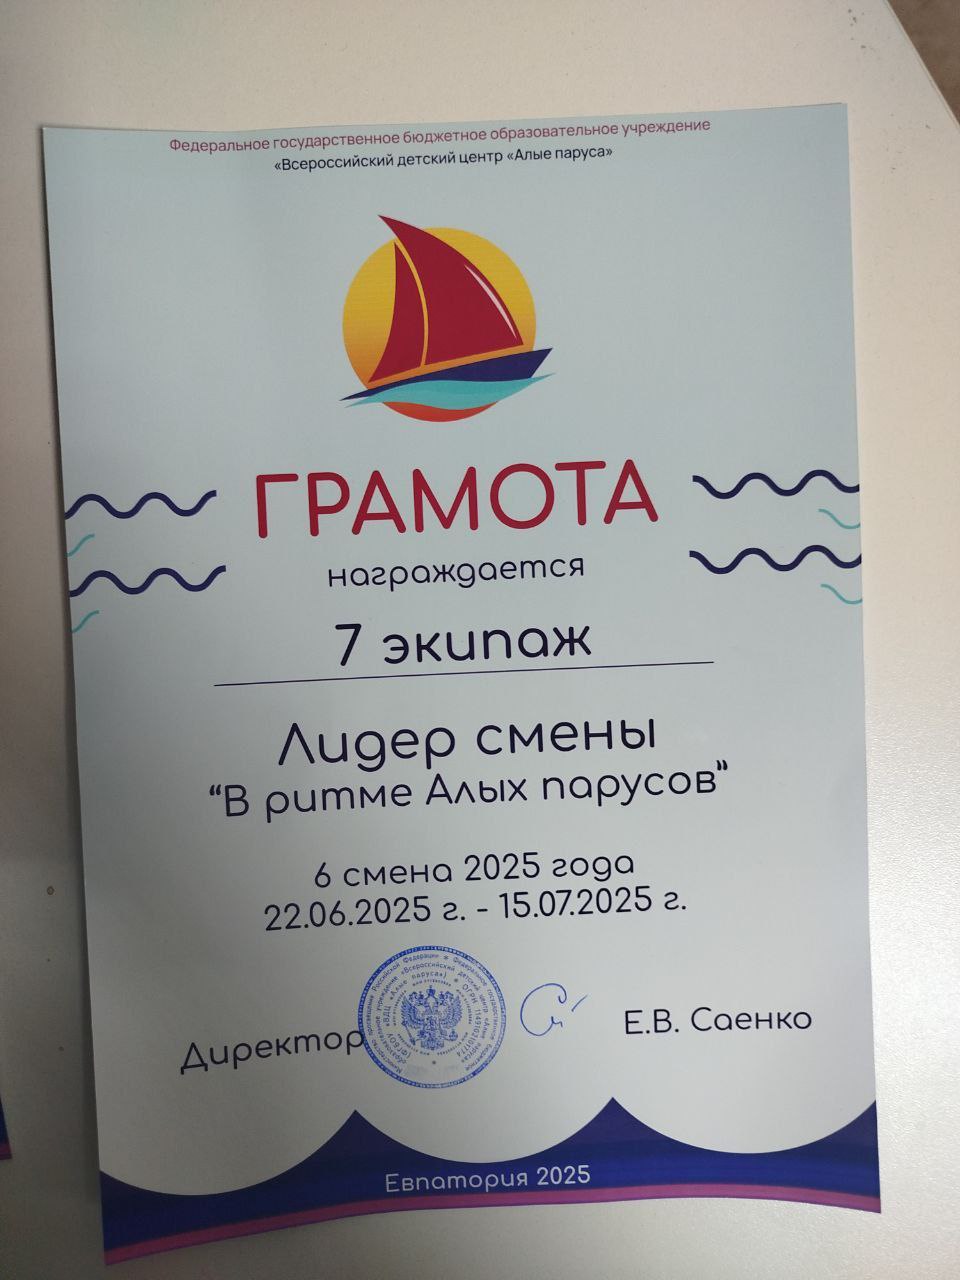 Федеральное государственное бюджетное образовательное учреждение
«Всероссийский детский центр «Алые паруса»
ГРАМОТА
награждается
7 экипаж
Лидер смены
“В ритме Алых парусов”
6 смена 2025 года
22.06.2025 г. - 15.07.2025 г.
Директор
Е.В. Саенко
Евпатория 2025